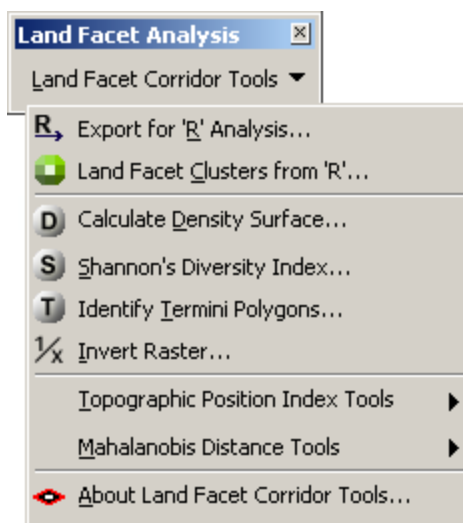 Land Facet Analysis
Land Facet Corridor Tools
R Export for 'R' Analysis...
Land Facet Clusters from 'R'...
D Calculate Density Surface...
S Shannon's Diversity Index...
T Identify Termini Polygons...
1/x Invert Raster...
Topographic Position Index Tools
Mahalanobis Distance Tools
About Land Facet Corridor Tools...